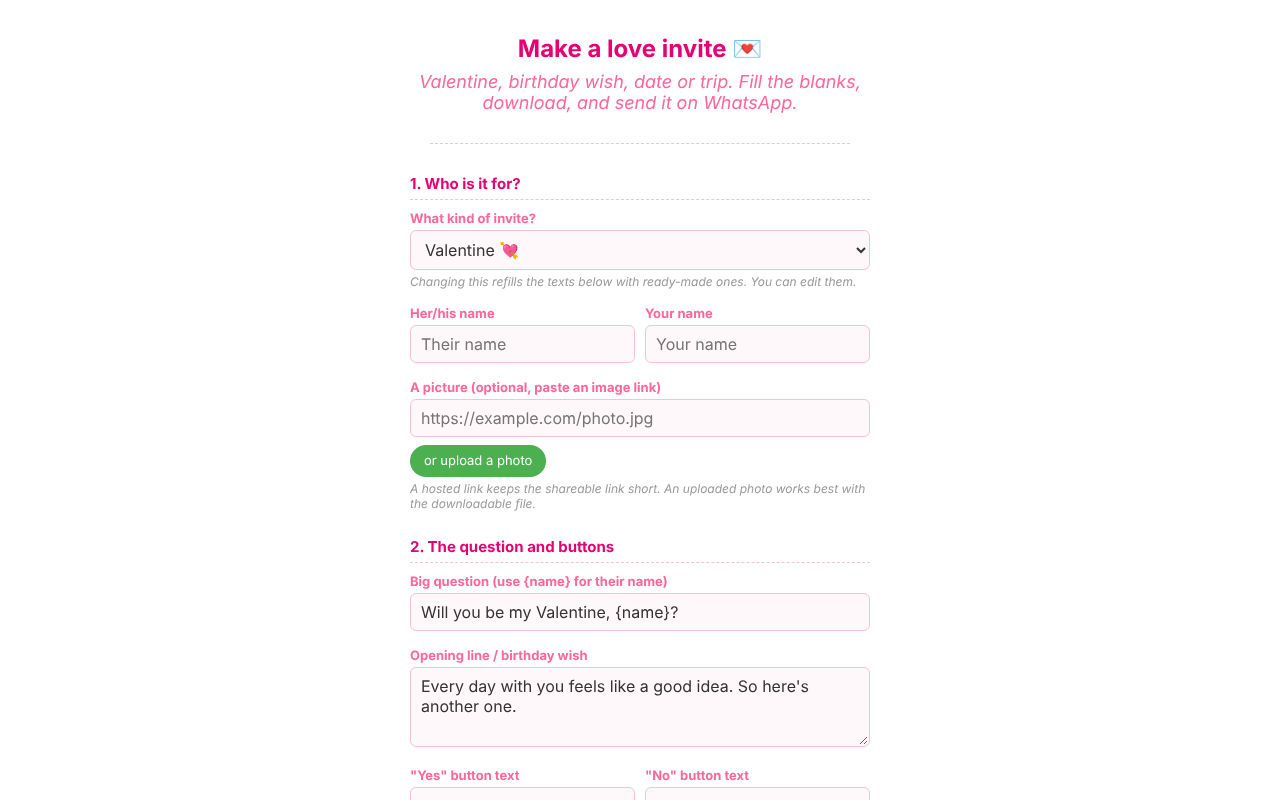 Make a love invite 💌
Valentine, birthday wish, date or trip. Fill the blanks,
download, and send it on WhatsApp.
1. Who is it for?
What kind of invite?
Valentine 💘
Changing this refills the texts below with ready-made ones. You can edit them.
Her/his name
Your name
Their name
Your name
A picture (optional, paste an image link)
https://example.com/photo.jpg
or upload a photo
A hosted link keeps the shareable link short. An uploaded photo works best with
the downloadable file.
2. The question and buttons
Big question (use {name} for their name)
Will you be my Valentine, {name}?
Opening line / birthday wish
Every day with you feels like a good idea. So here's
another one.
"Yes" button text
"No" button text